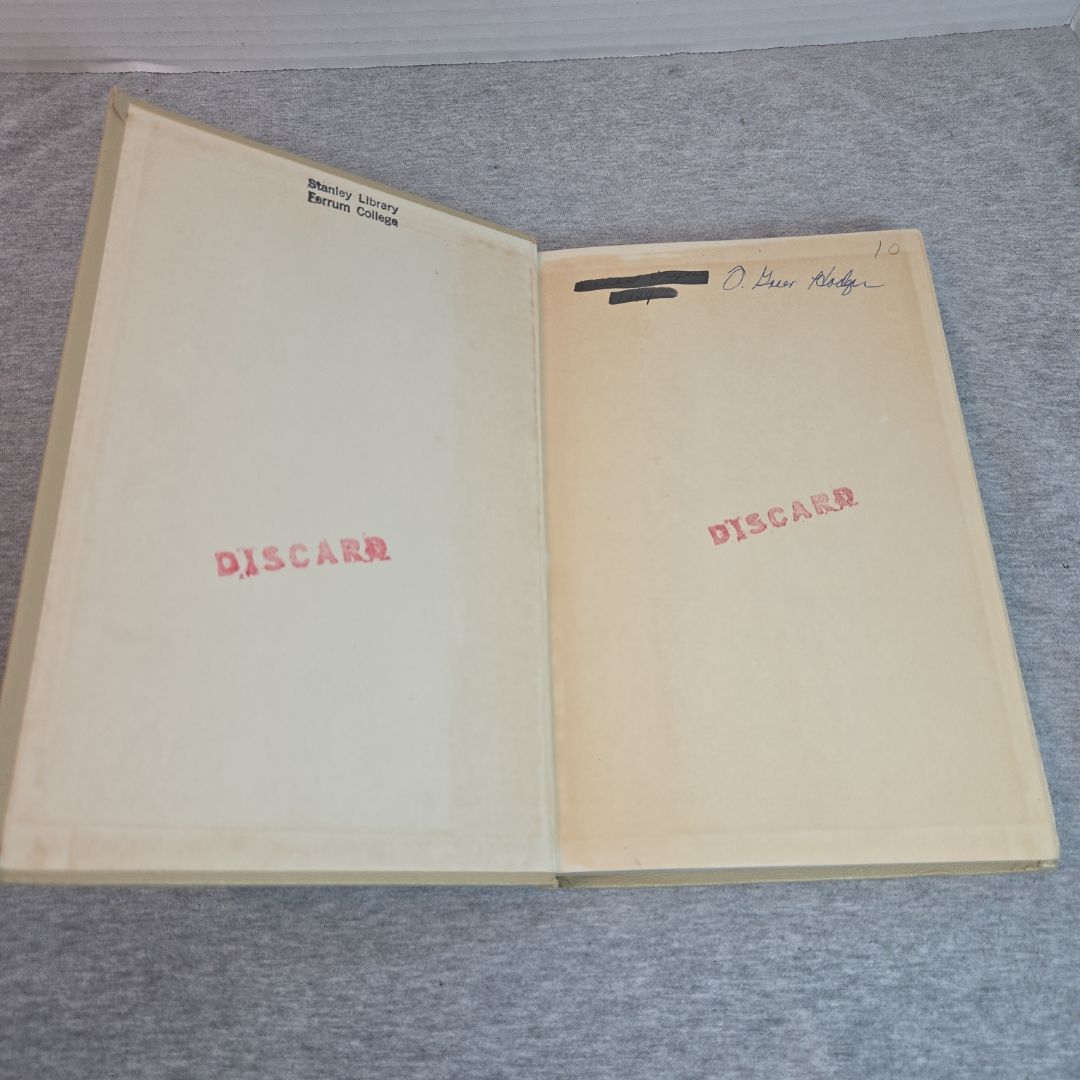 Stanley Library
Ferrum College
10
O. Greer Hodges
DISCARD
DISCARD